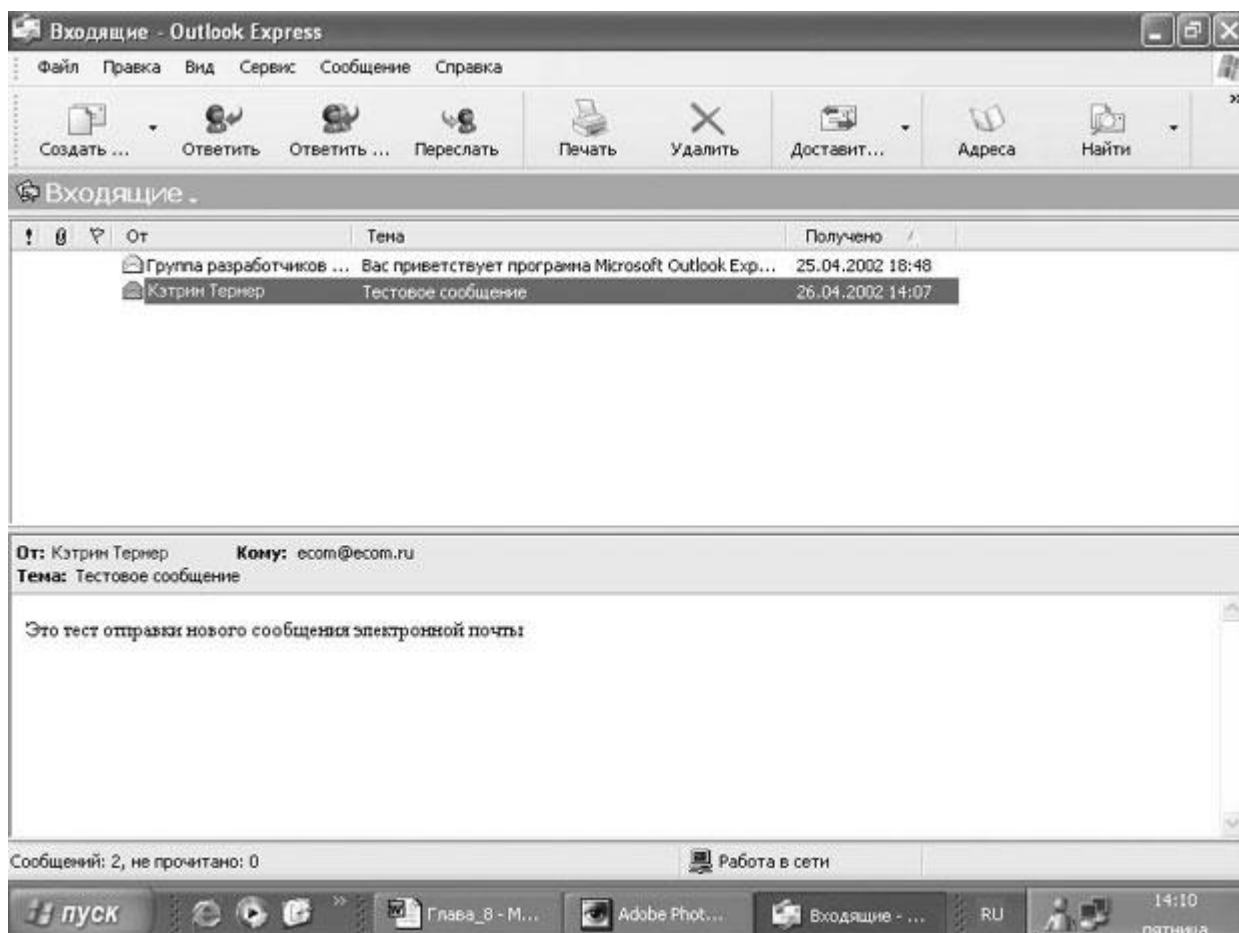 Входящие - Outlook Express
Файл Правка Вид Сервис Сообщение Справка
Создать ... Ответить Ответить ... Переслать Печать Удалить Доставит... Адреса Найти
Входящие
От Тема Получено
Группа разработчиков ... Вас приветствует программа Microsoft Outlook Exp... 25.04.2002 18:48
Кэтрин Тернер Тестовое сообщение 26.04.2002 14:07
От: Кэтрин Тернер Кому: ecom@ecom.ru
Тема: Тестовое сообщение
Это тест отправки нового сообщения электронной почты
Сообщений: 2, не прочитано: 0 Работа в сети
пуск Глава_8 - M... Adobe Phot... Входящие - ... RU 14:10
пятница